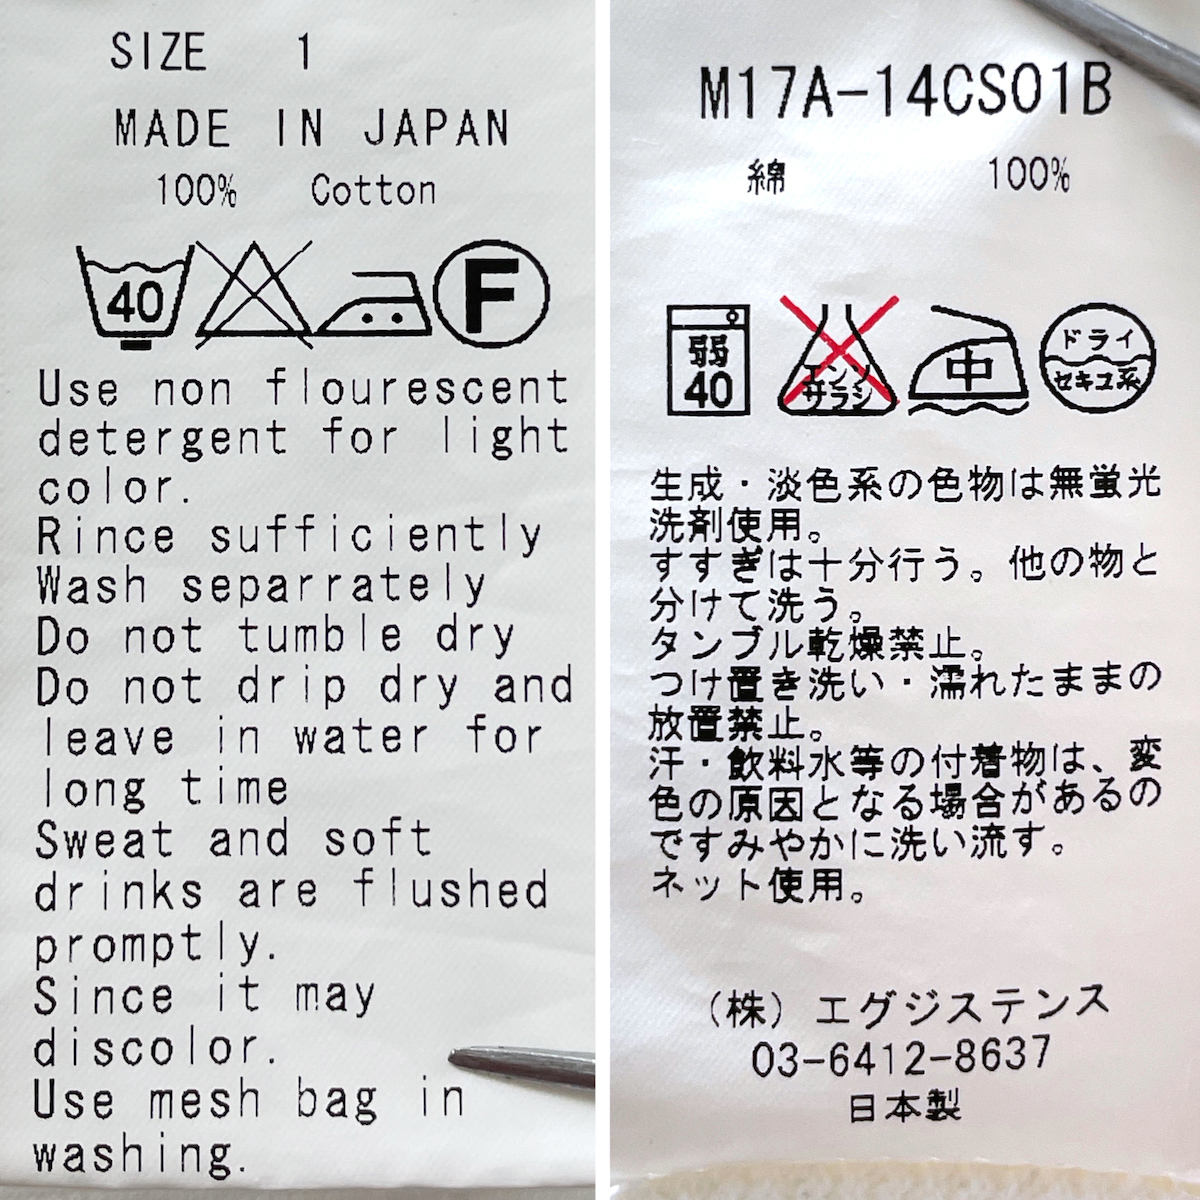 SIZE 1
MADE IN JAPAN
100% Cotton
40 F
Use non flourescent
detergent for light
color.
Rince sufficiently
Wash separrately
Do not tumble dry
Do not drip dry and
leave in water for
long time
Sweat and soft
drinks are flushed
promptly.
Since it may
discolor.
Use mesh bag in
washing.
M17A-14CS01B
綿 100%
弱
40
エンソ
サラシ
中
ドライ
セキユ系
生成・淡色系の色物は無蛍光
洗剤使用。
すすぎは十分行う。他の物と
分けて洗う。
タンブル乾燥禁止。
つけ置き洗い・濡れたままの
放置禁止。
汗・飲料水等の付着物は、変
色の原因となる場合があるの
ですみやかに洗い流す。
ネット使用。
（株）エグジステンス
03-6412-8637
日本製